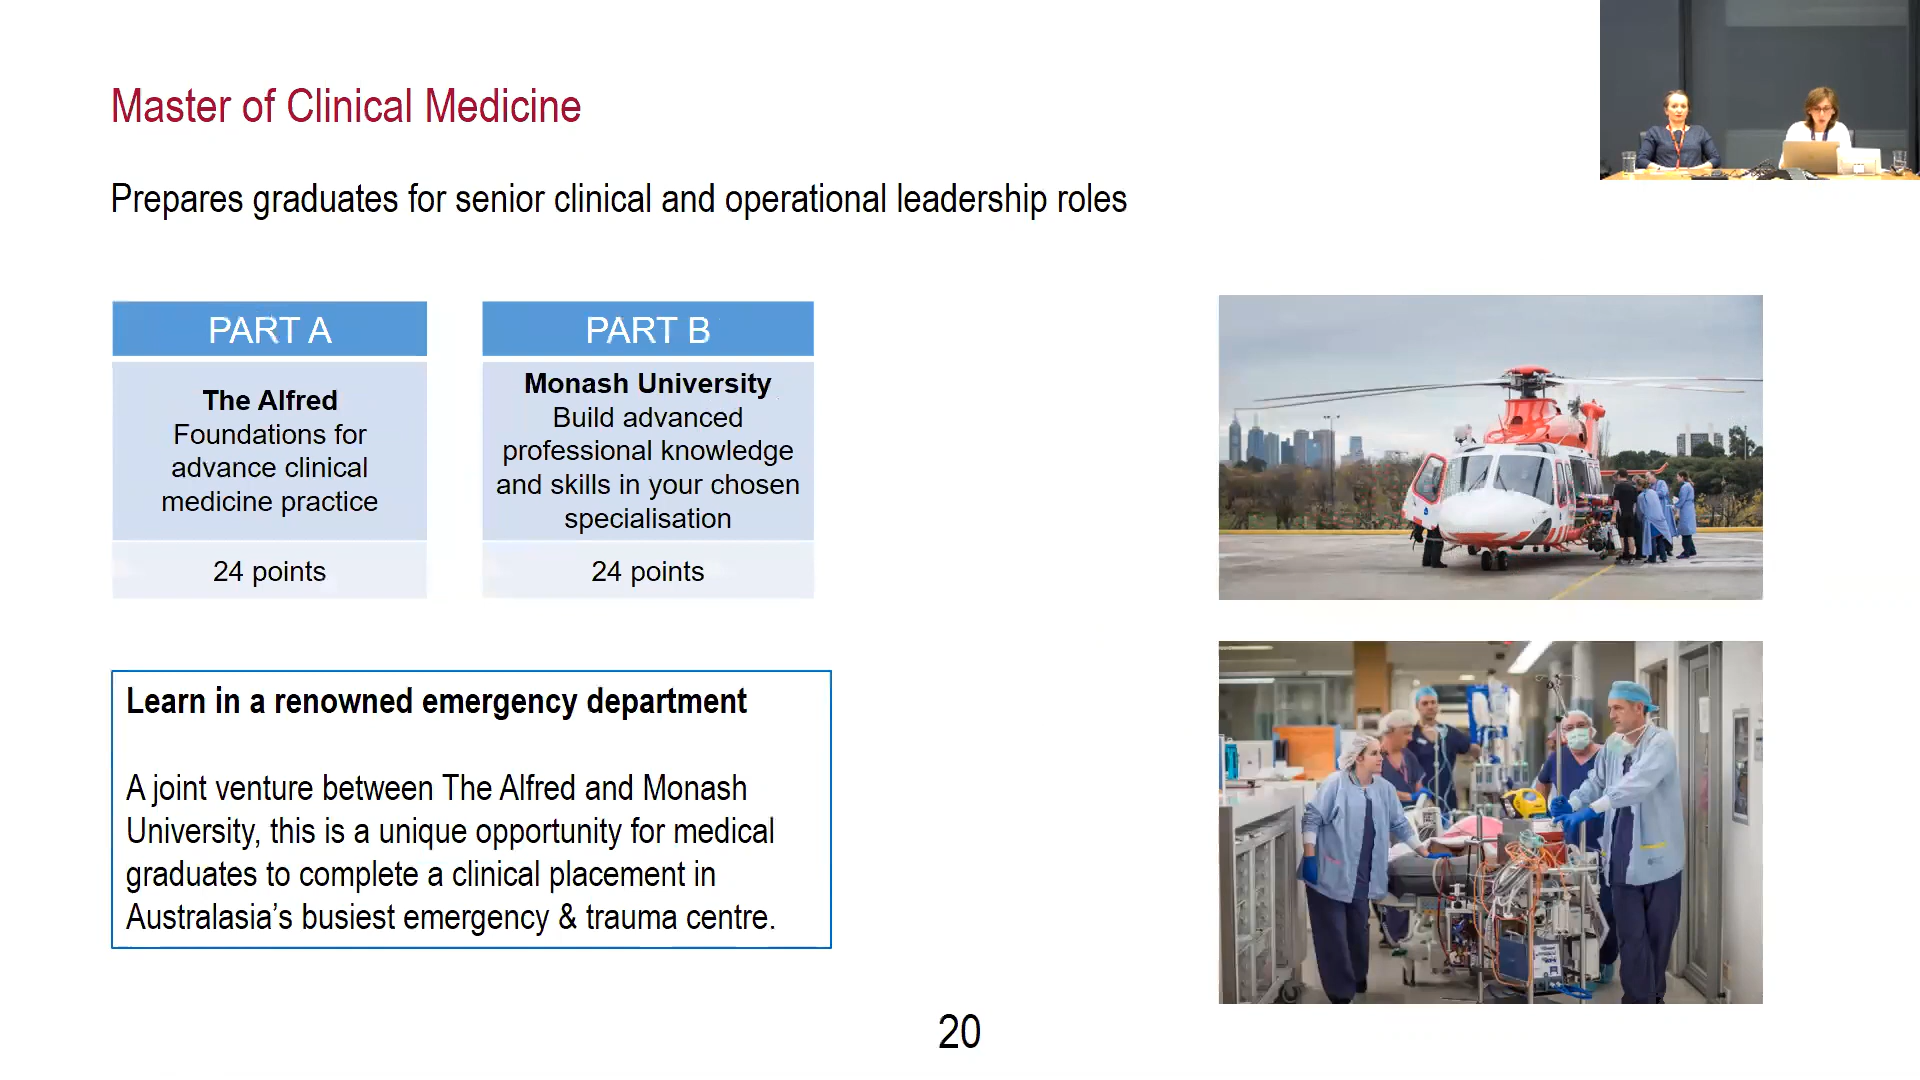 Master of Clinical Medicine
Prepares graduates for senior clinical and operational leadership roles
PART A
The Alfred
Foundations for
advance clinical
medicine practice
24 points
PART B
Monash University
Build advanced
professional knowledge
and skills in your chosen
specialisation
24 points
Learn in a renowned emergency department
A joint venture between The Alfred and Monash
University, this is a unique opportunity for medical
graduates to complete a clinical placement in
Australasia’s busiest emergency & trauma centre.
20